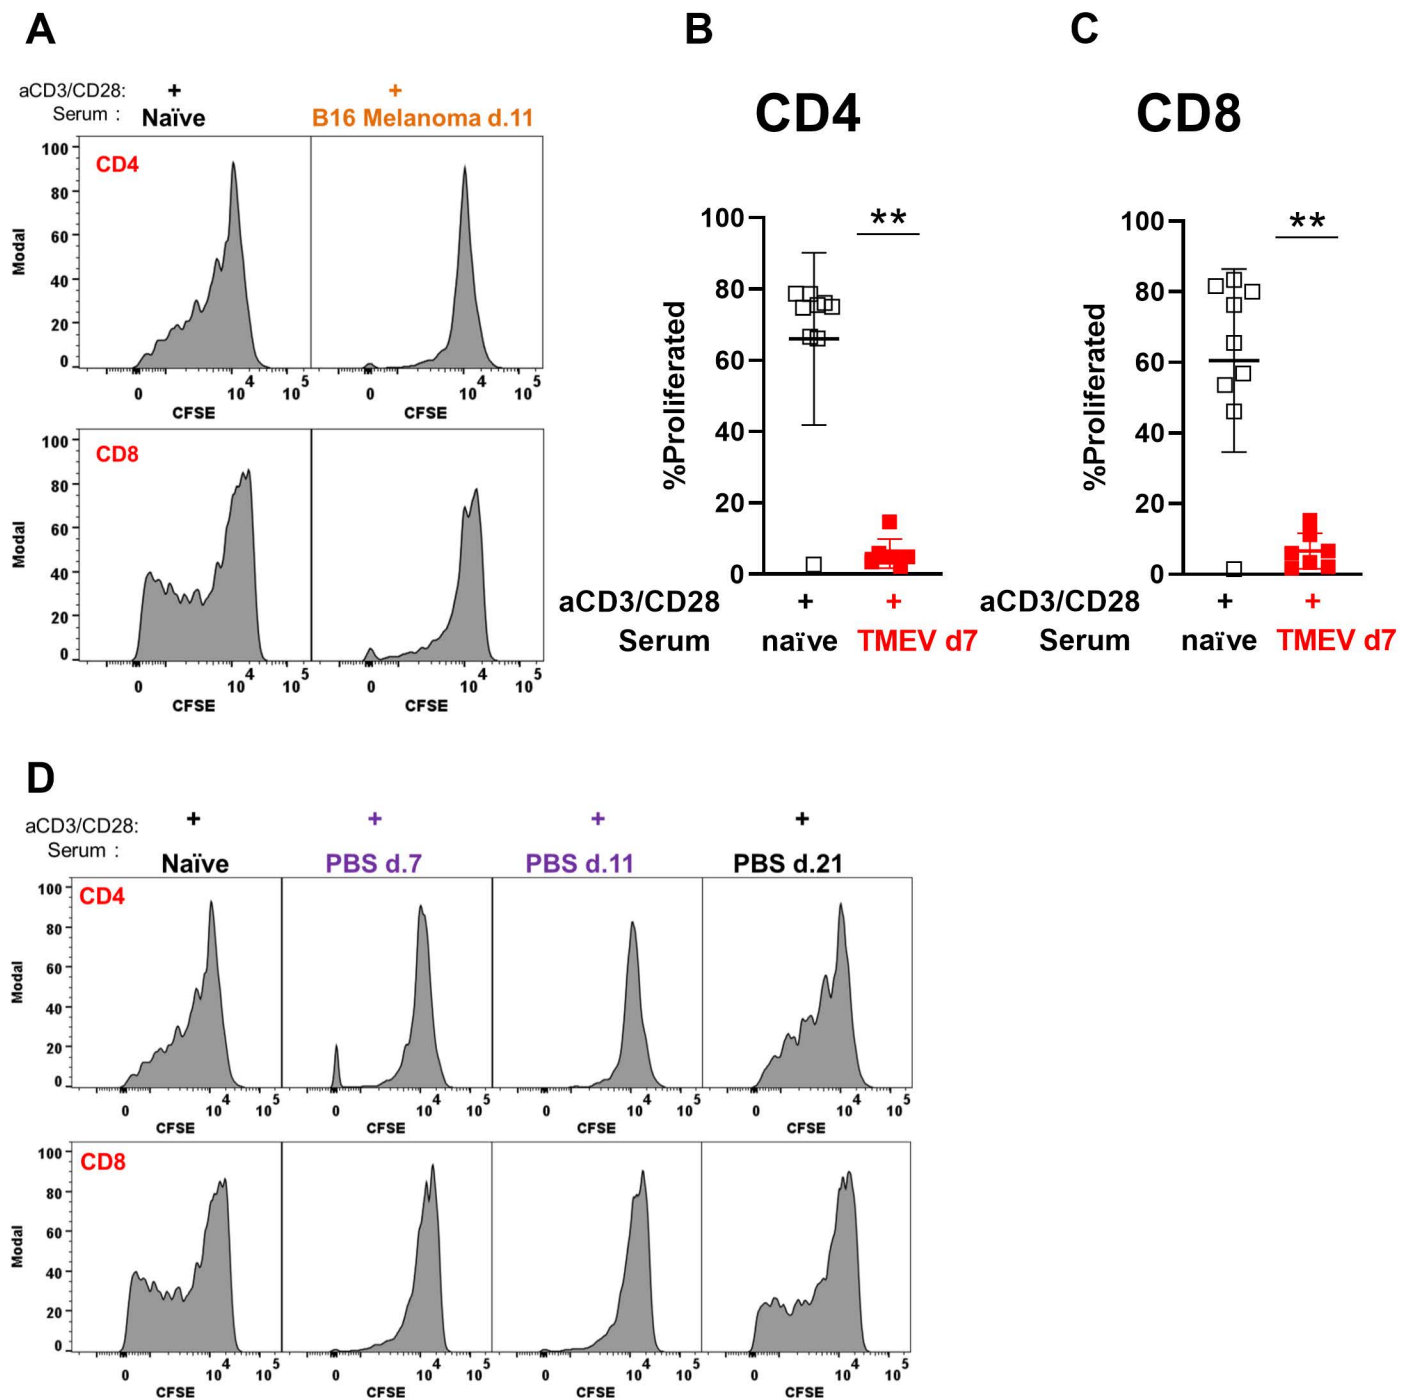 A
aCD3/CD28: + +
Serum : Naïve B16 Melanoma d.11
CD4
Modal
100
80
60
40
20
0
0 10^4 10^5 0 10^4 10^5
CFSE CFSE
CD8
Modal
100
80
60
40
20
0
0 10^4 10^5 0 10^4 10^5
CFSE CFSE
B
CD4
**
%Proliferated
100
80
60
40
20
0
aCD3/CD28 + +
Serum naïve TMEV d7
C
CD8
**
%Proliferated
100
80
60
40
20
0
aCD3/CD28 + +
Serum naïve TMEV d7
D
aCD3/CD28: + + + +
Serum : Naïve PBS d.7 PBS d.11 PBS d.21
CD4
Modal
100
80
60
40
20
0
0 10^4 10^5 0 10^4 10^5 0 10^4 10^5 0 10^4 10^5
CFSE CFSE CFSE CFSE
CD8
Modal
100
80
60
40
20
0
0 10^4 10^5 0 10^4 10^5 0 10^4 10^5 0 10^4 10^5
CFSE CFSE CFSE CFSE